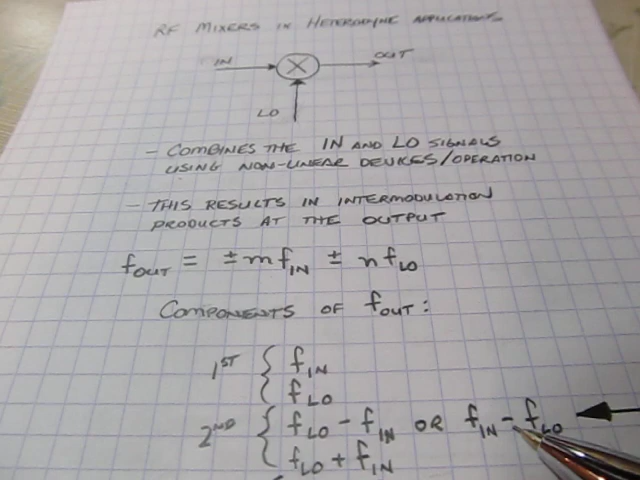 RF MIXERS IN HETERODYNE APPLICATIONS
IN OUT
LO
- COMBINES THE IN AND LO SIGNALS
USING NON-LINEAR DEVICES/OPERATION
- THIS RESULTS IN INTERMODULATION
PRODUCTS AT THE OUTPUT
fOUT = ±mfIN ± nfLO
COMPONENTS OF fOUT:
1ST { fIN
fLO
2ND { fLO - fIN OR fIN - fLO
fLO + fIN